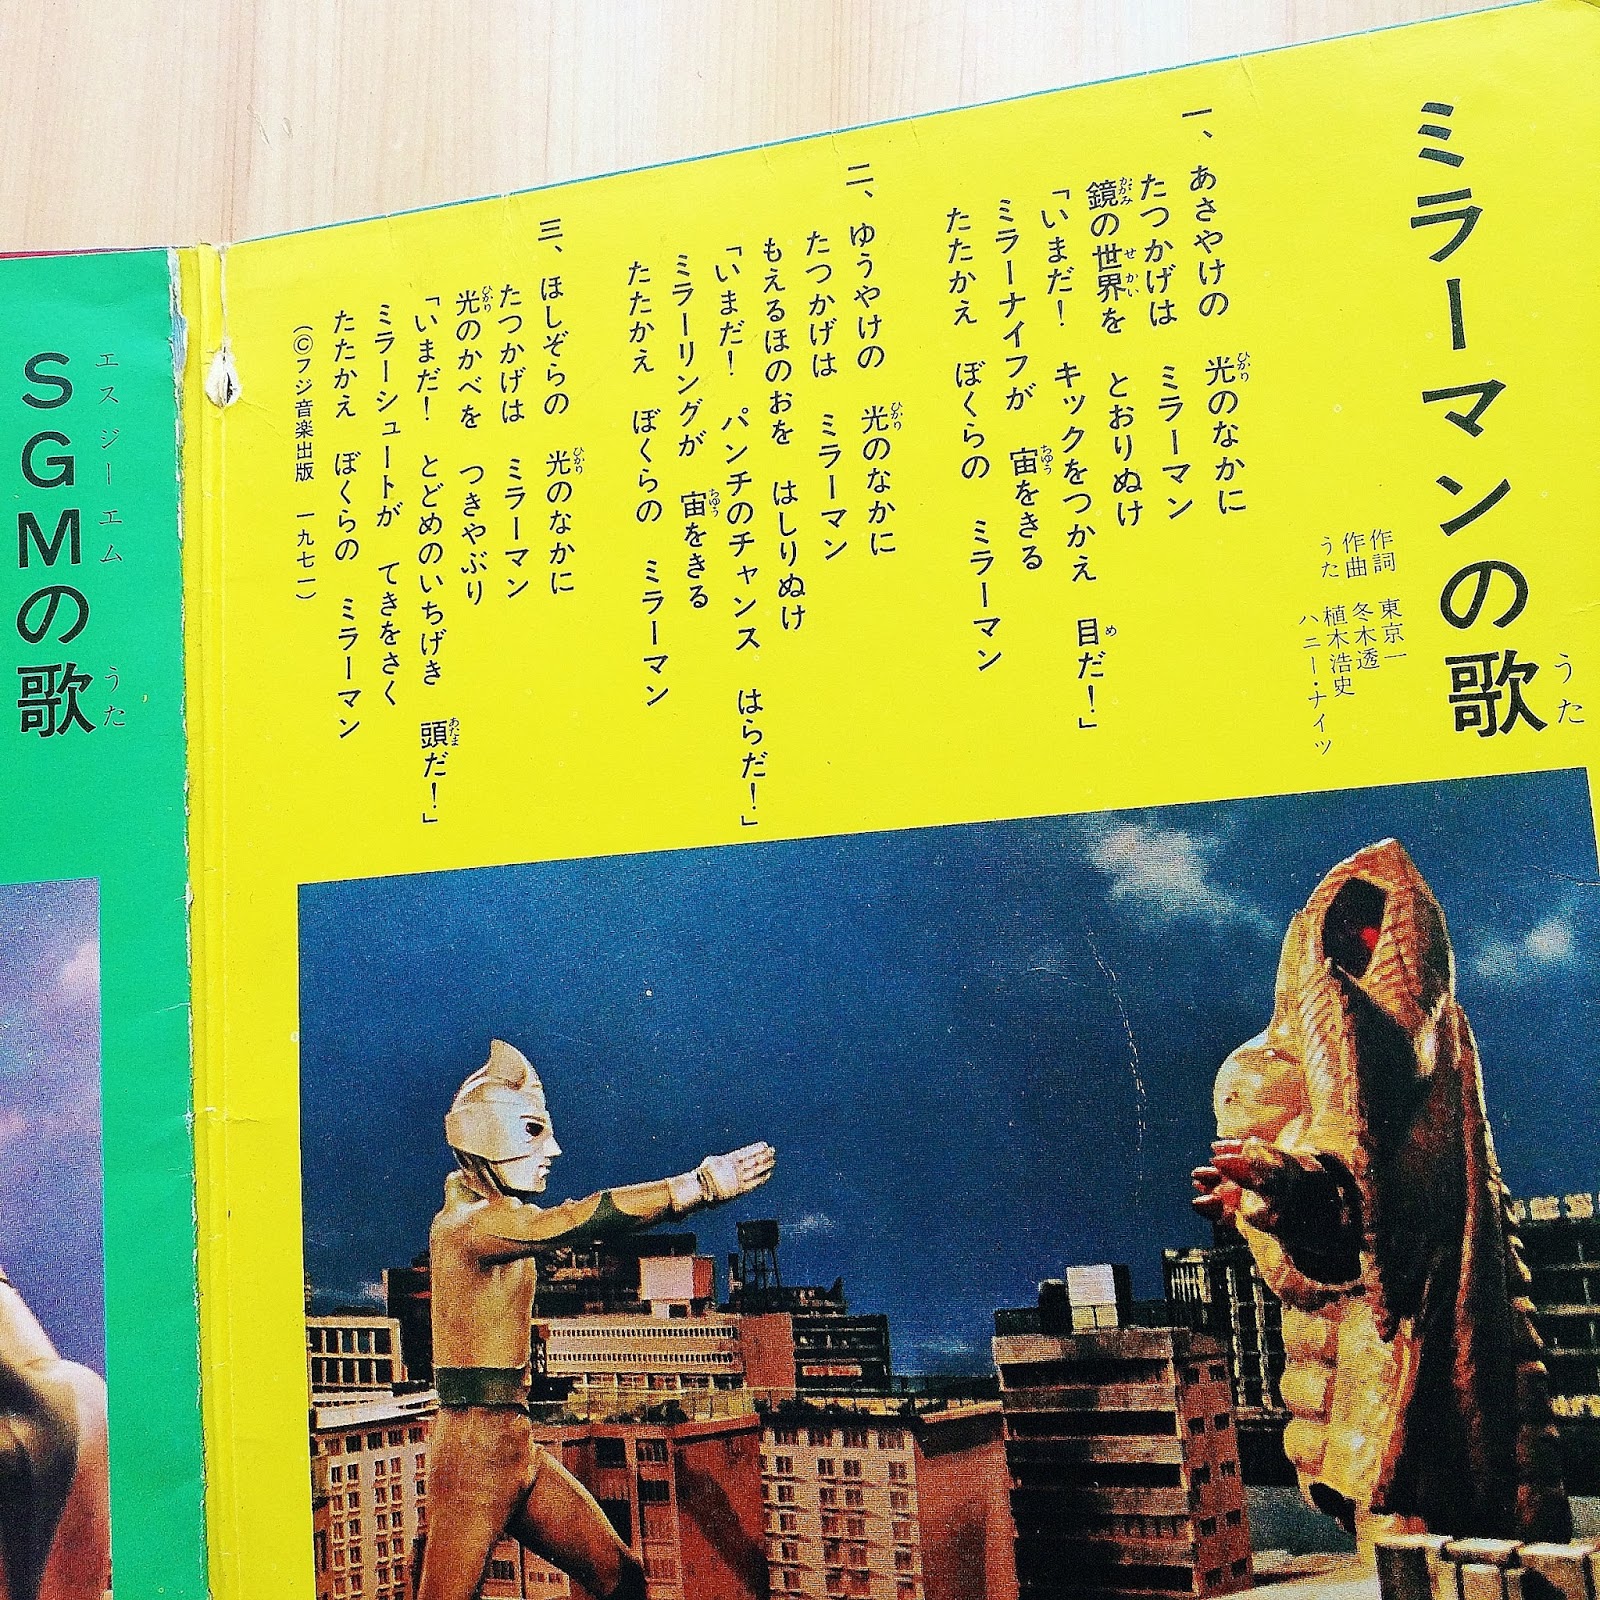 ミラーマンの歌
作詞 東京一
作曲 冬木透
うた 植木浩史
ハニー・ナイツ
一、あさやけの 光のなかに
たつかげは ミラーマン
鏡の世界を とおりぬけ
「いまだ! キックをつかえ 目だ!」
ミラーナイフが 宙をきる
たたかえ ぼくらの ミラーマン
二、ゆうやけの 光のなかに
たつかげは ミラーマン
もえるほのおを はしりぬけ
「いまだ! パンチのチャンス はらだ!」
ミラーリングが 宙をきる
たたかえ ぼくらの ミラーマン
三、ほしぞらの 光のなかに
たつかげは ミラーマン
光のかべを つきやぶり
「いまだ! とどめのいちげき 頭だ!」
ミラーシュートが てきをさく
たたかえ ぼくらの ミラーマン
(©フジ音楽出版 一九七一)
SGMの歌